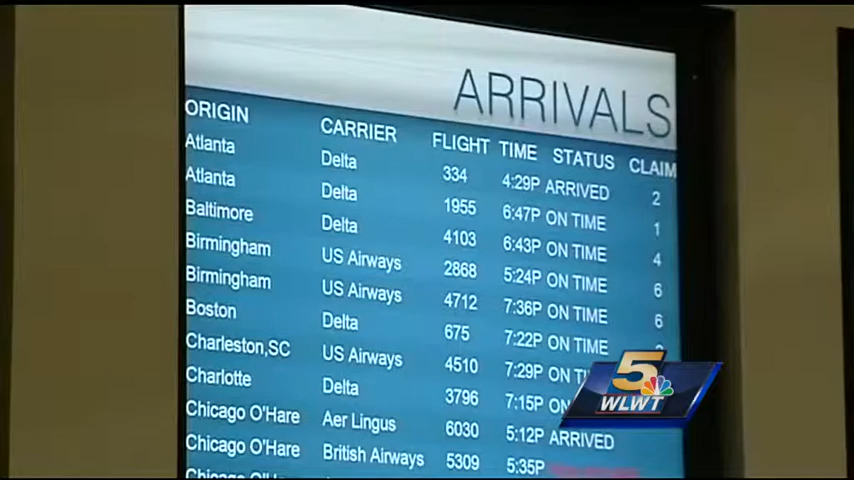 ARRIVALS
ORIGIN CARRIER FLIGHT TIME STATUS CLAIM
Atlanta Delta 334 4:29P ARRIVED 2
Atlanta Delta 1955 6:47P ON TIME 1
Baltimore Delta 4103 6:43P ON TIME 4
Birmingham US Airways 2868 5:24P ON TIME 6
Birmingham US Airways 4712 7:36P ON TIME 6
Boston Delta 675 7:22P ON TIME
Charleston,SC US Airways 4510 7:29P ON
Charlotte Delta 3796 7:15P ON
Chicago O'Hare Aer Lingus 6030 5:12P ARRIVED
Chicago O'Hare British Airways 5309 5:35P
Chicago O'Hare
5
WLWT